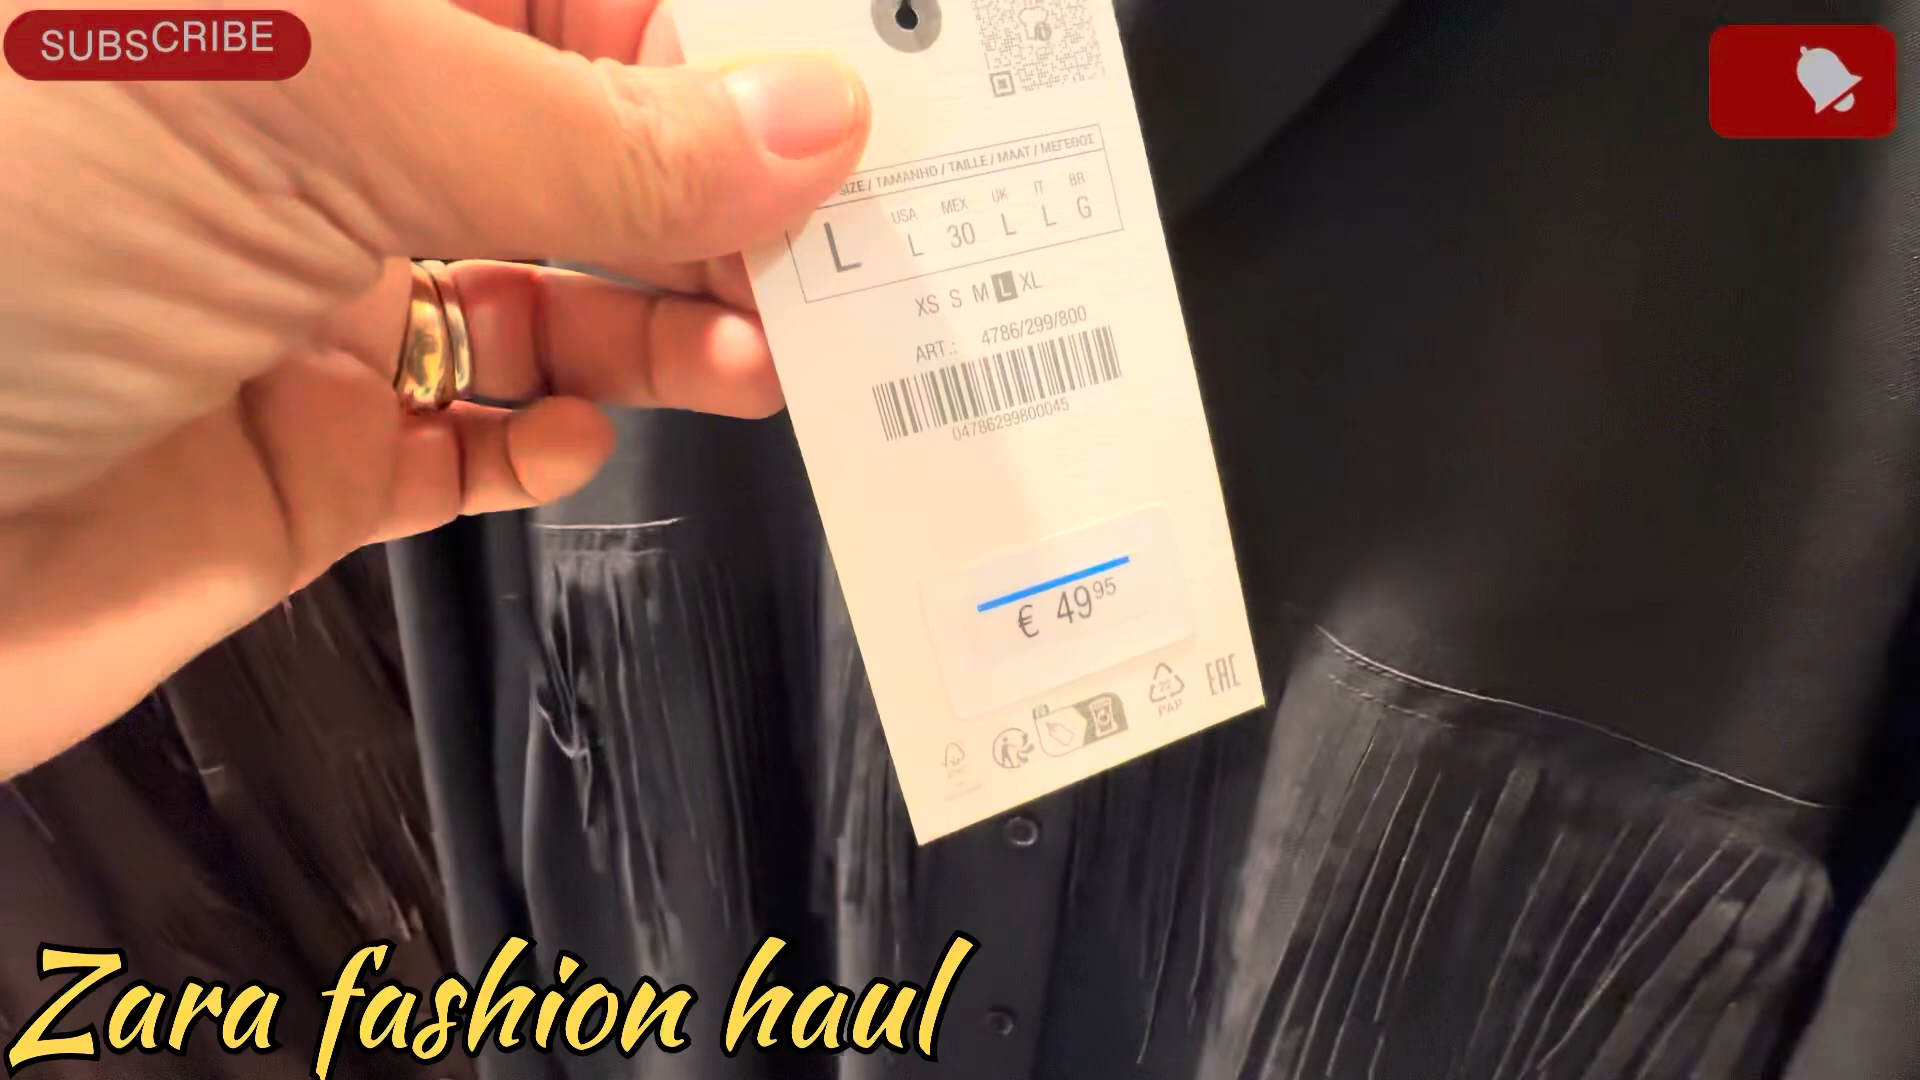 SUBSCRIBE
SIZE / TAMANHO / TAILLE / MAAT / ΜΕΓΕΘΟΣ
USA MEX UK IT BR
L L 30 L L G
XS S M L XL
ART.: 4786/299/800
04786299800045
€ 49⁹⁵
FR
PAP
EAC
Zara fashion haul